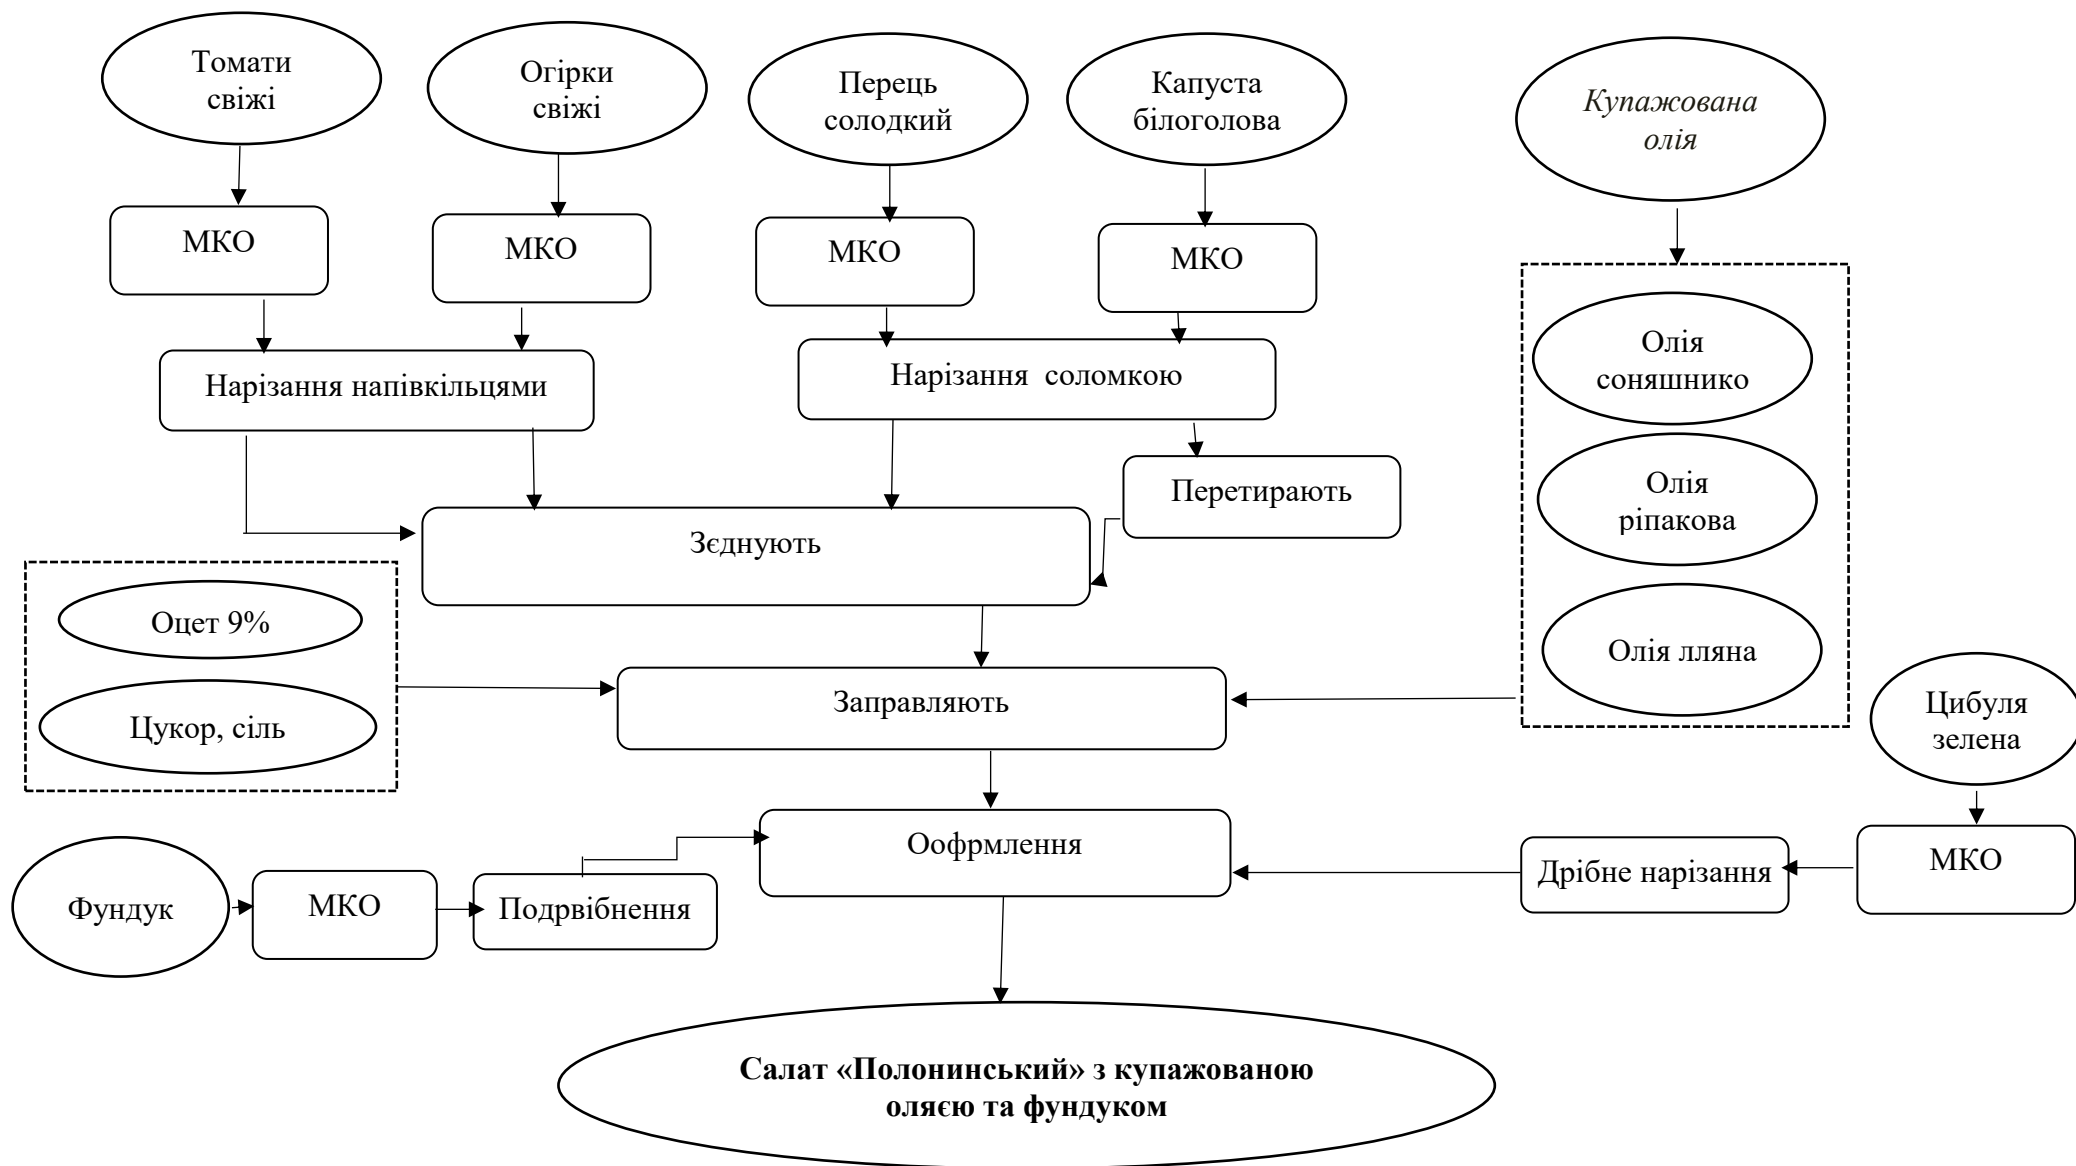 Томати
свіжі
Огірки
свіжі
Перець
солодкий
Капуста
білоголова
Купажована
олія
МКО
МКО
МКО
МКО
Нарізання напівкільцями
Нарізання соломкою
Олія
соняшнико
Перетирають
Олія
ріпакова
Зєднують
Оцет 9%
Олія лляна
Цукор, сіль
Заправляють
Цибуля
зелена
Фундук
МКО
Подрвібнення
Оофрмлення
Дрібне нарізання
МКО
Салат «Полонинський» з купажованою
оляєю та фундуком